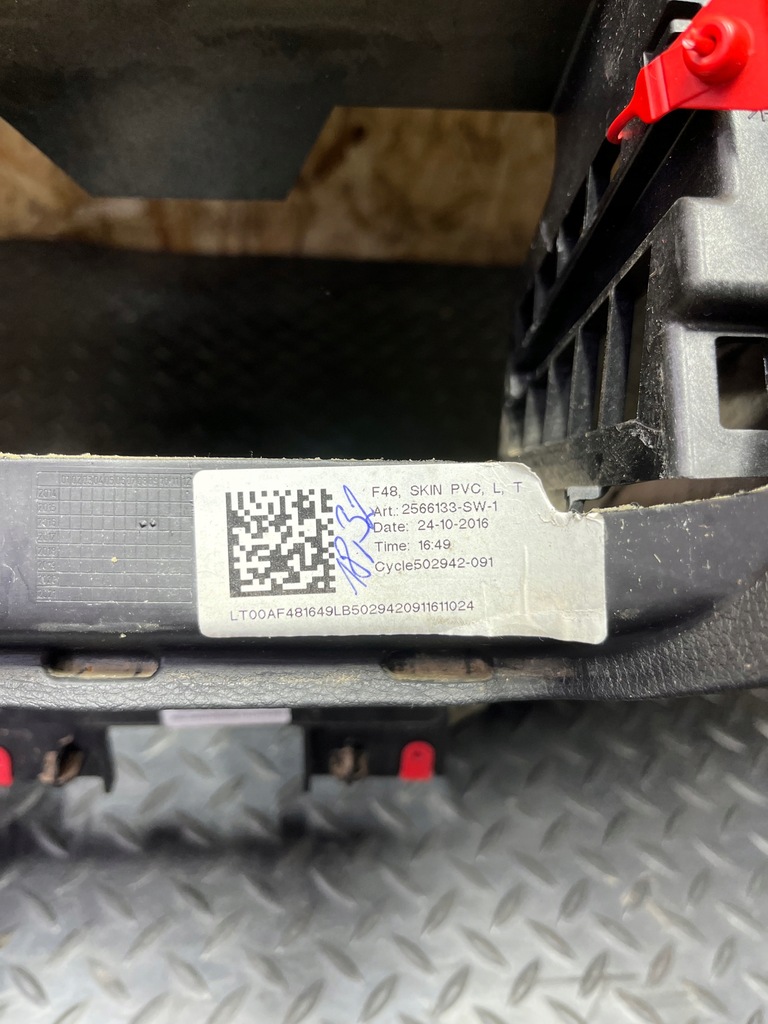 F48, SKIN PVC, L, T
Art.: 2566133-SW-1
Date: 24-10-2016
Time: 16:49
Cycle502942-091
LT00AF481649LB5029420911611024